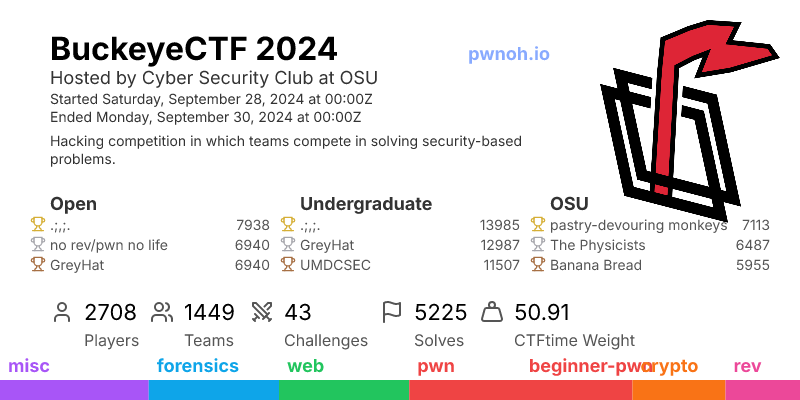 BuckeyeCTF 2024
pwnoh.io
Hosted by Cyber Security Club at OSU
Started Saturday, September 28, 2024 at 00:00Z
Ended Monday, September 30, 2024 at 00:00Z
Hacking competition in which teams compete in solving security-based
problems.
Open Undergraduate OSU
.;,;. 7938 .;,;. 13985 pastry-devouring monkeys 7113
no rev/pwn no life 6940 GreyHat 12987 The Physicists 6487
GreyHat 6940 UMDCSEC 11507 Banana Bread 5955
2708 1449 43 5225 50.91
Players Teams Challenges Solves CTFtime Weight
misc forensics web pwn beginner-pwn crypto rev